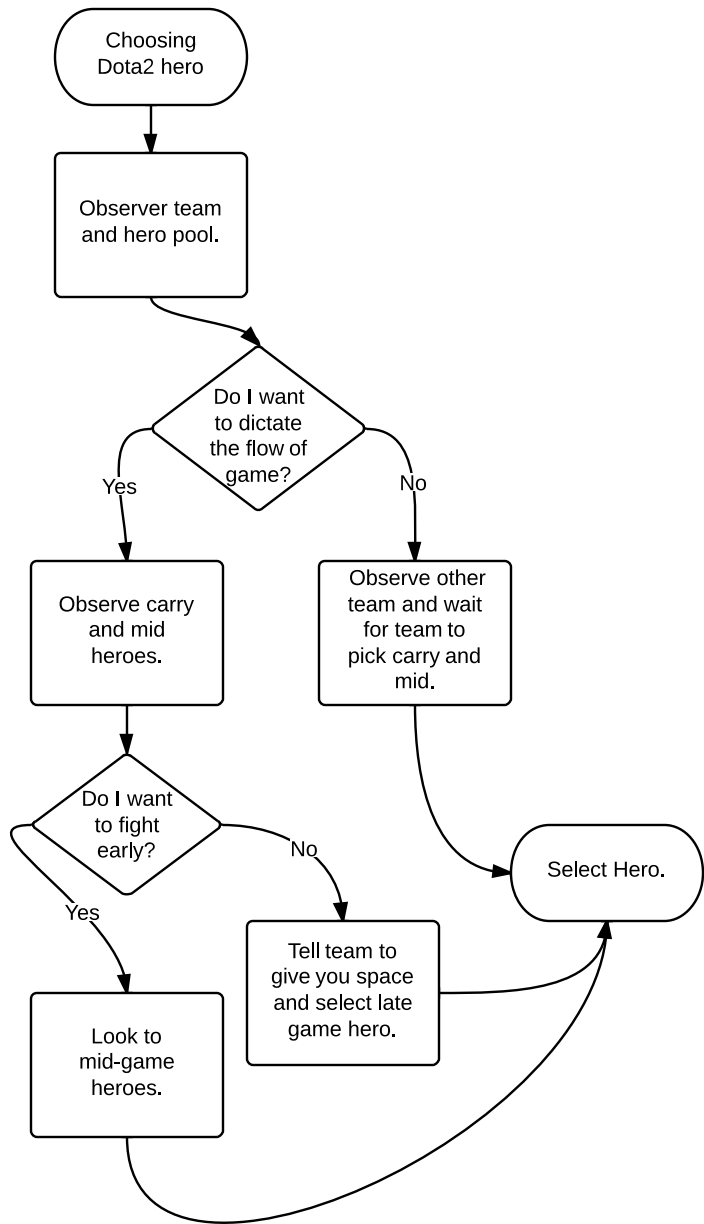 Choosing
Dota2 hero
Observer team
and hero pool.
Do I want
to dictate
the flow of
game?
Yes
No
Observe carry
and mid
heroes.
Observe other
team and wait
for team to
pick carry and
mid.
Do I want
to fight
early?
No
Yes
Select Hero.
Tell team to
give you space
and select late
game hero.
Look to
mid-game
heroes.